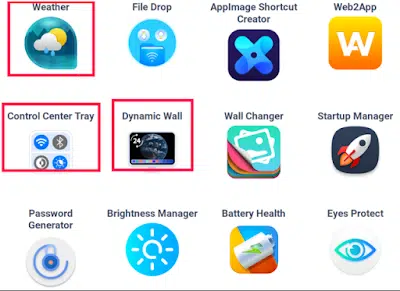 Weather File Drop AppImage Shortcut Web2App
Creator
WA
Control Center Tray Dynamic Wall Wall Changer Startup Manager
24
Password Brightness Manager Battery Health Eyes Protect
Generator